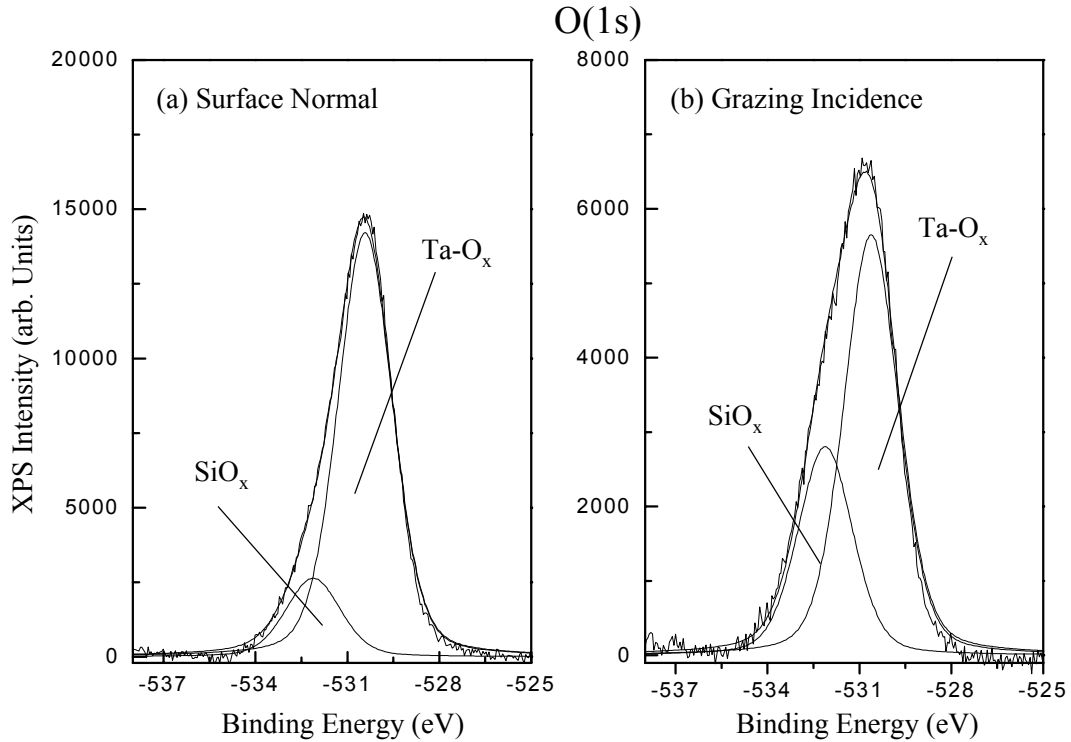 O(1s)
(a) Surface Normal
XPS Intensity (arb. Units)
20000
15000
10000
5000
0
Ta-Oₓ
SiOₓ
-537 -534 -531 -528 -525
Binding Energy (eV)
(b) Grazing Incidence
8000
6000
4000
2000
0
Ta-Oₓ
SiOₓ
-537 -534 -531 -528 -525
Binding Energy (eV)